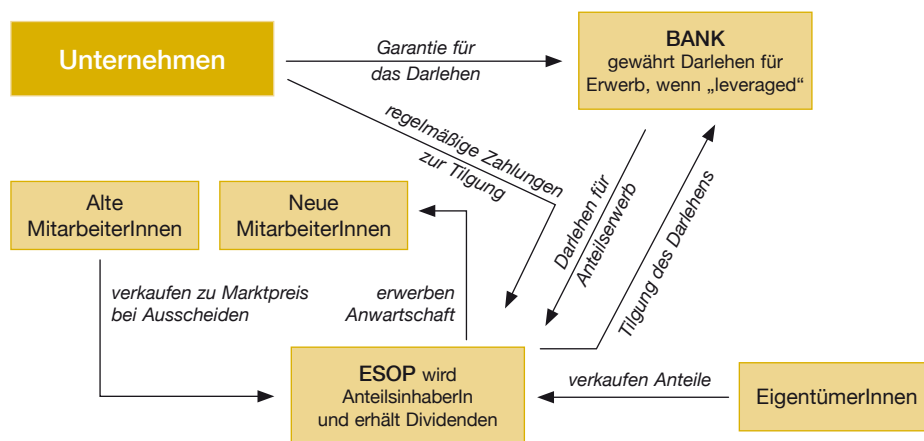 Unternehmen
Garantie für
das Darlehen
BANK
gewährt Darlehen für
Erwerb, wenn „leveraged“
regelmäßige Zahlungen
zur Tilgung
Darlehen für
Anteilserwerb
Tilgung des Darlehens
Alte
MitarbeiterInnen
Neue
MitarbeiterInnen
verkaufen zu Marktpreis
bei Ausscheiden
erwerben
Anwartschaft
ESOP wird
AnteilsinhaberIn
und erhält Dividenden
verkaufen Anteile
EigentümerInnen